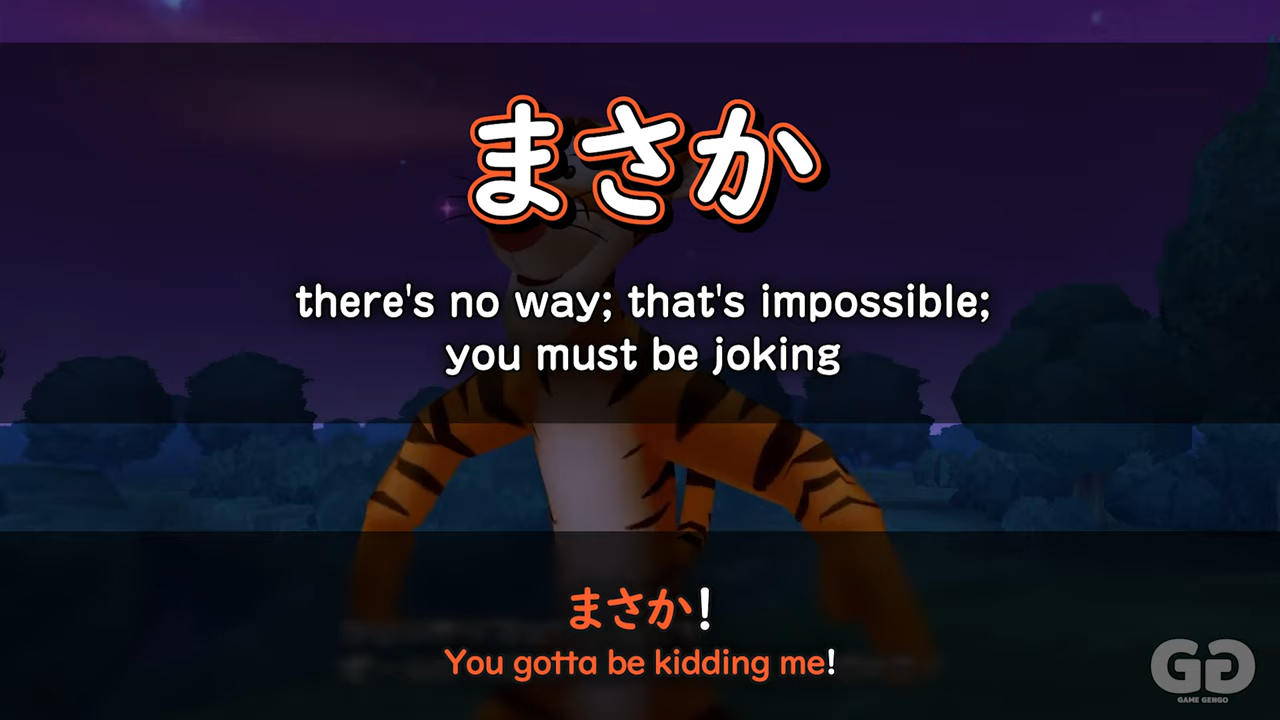 まさか
there's no way; that's impossible;
you must be joking
まさか!
You gotta be kidding me!
GG
GAME GENGO